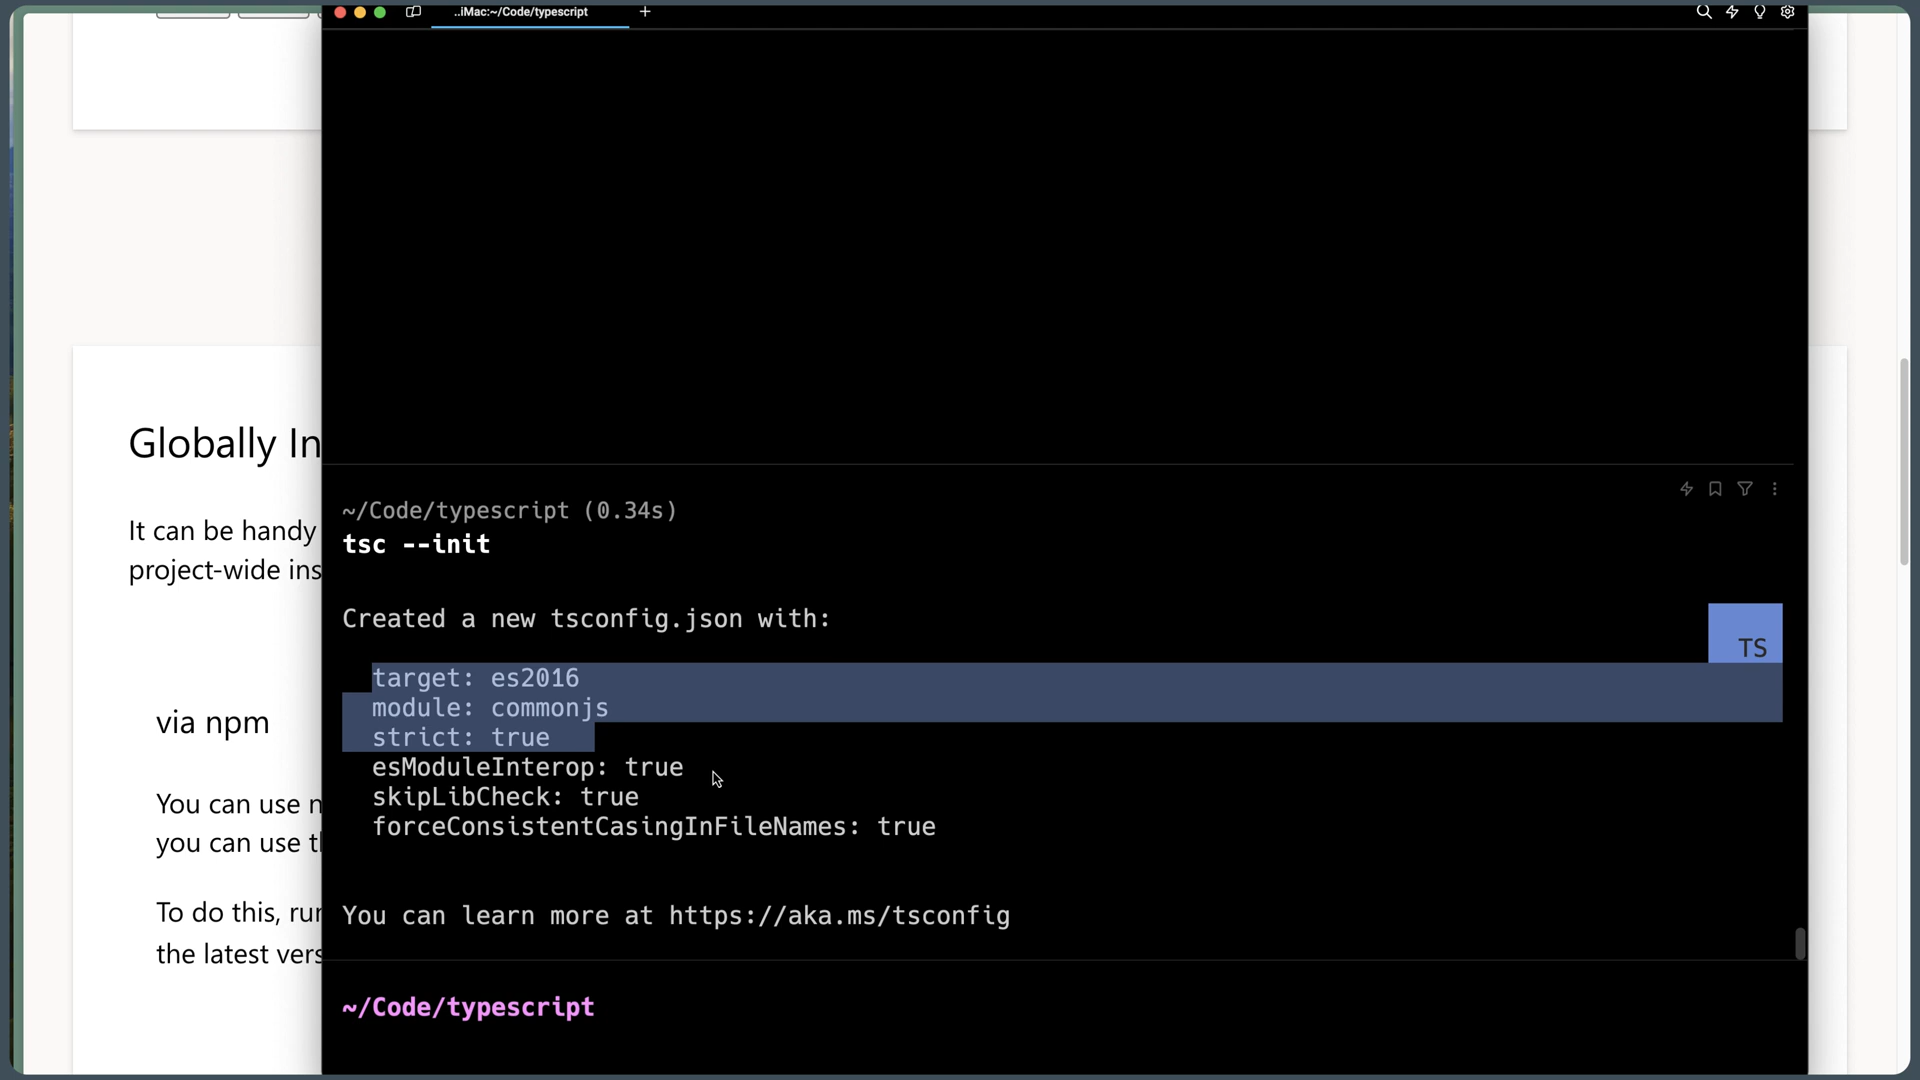 ..iMac:~/Code/typescript
Globally In
It can be handy
project-wide ins
via npm
You can use n
you can use t
To do this, rur
the latest vers
~/Code/typescript (0.34s)
tsc --init
Created a new tsconfig.json with:
TS
target: es2016
module: commonjs
strict: true
esModuleInterop: true
skipLibCheck: true
forceConsistentCasingInFileNames: true
You can learn more at https://aka.ms/tsconfig
~/Code/typescript